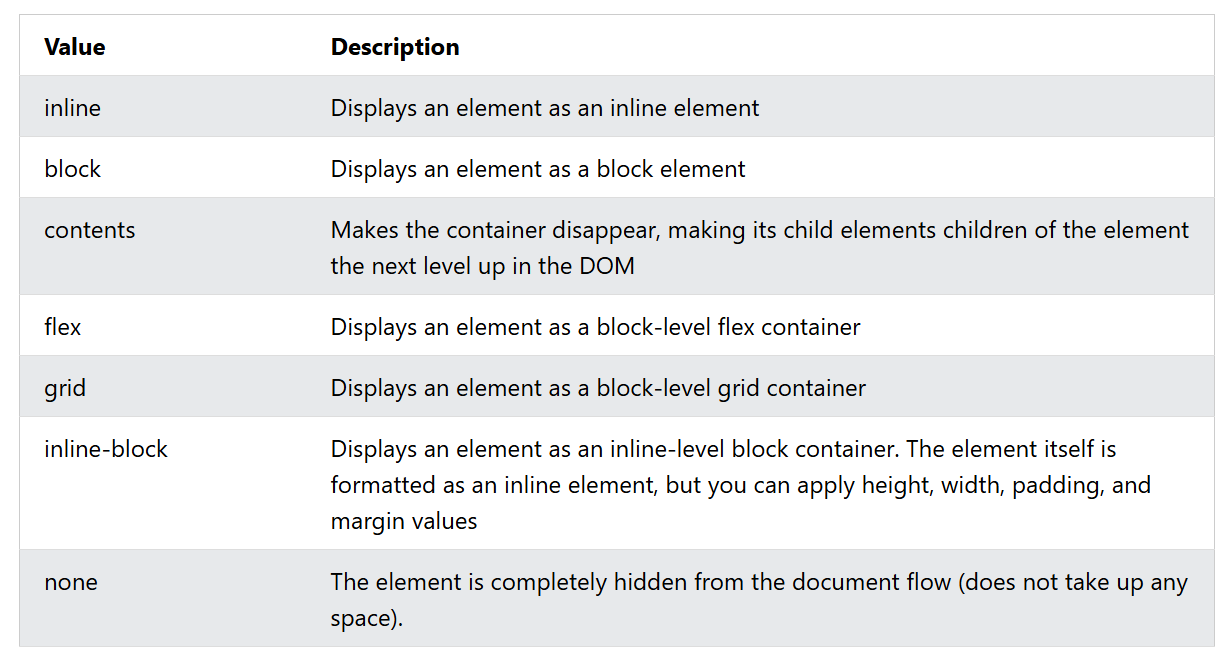 Value Description
inline Displays an element as an inline element
block Displays an element as a block element
contents Makes the container disappear, making its child elements children of the element
the next level up in the DOM
flex Displays an element as a block-level flex container
grid Displays an element as a block-level grid container
inline-block Displays an element as an inline-level block container. The element itself is
formatted as an inline element, but you can apply height, width, padding, and
margin values
none The element is completely hidden from the document flow (does not take up any
space).